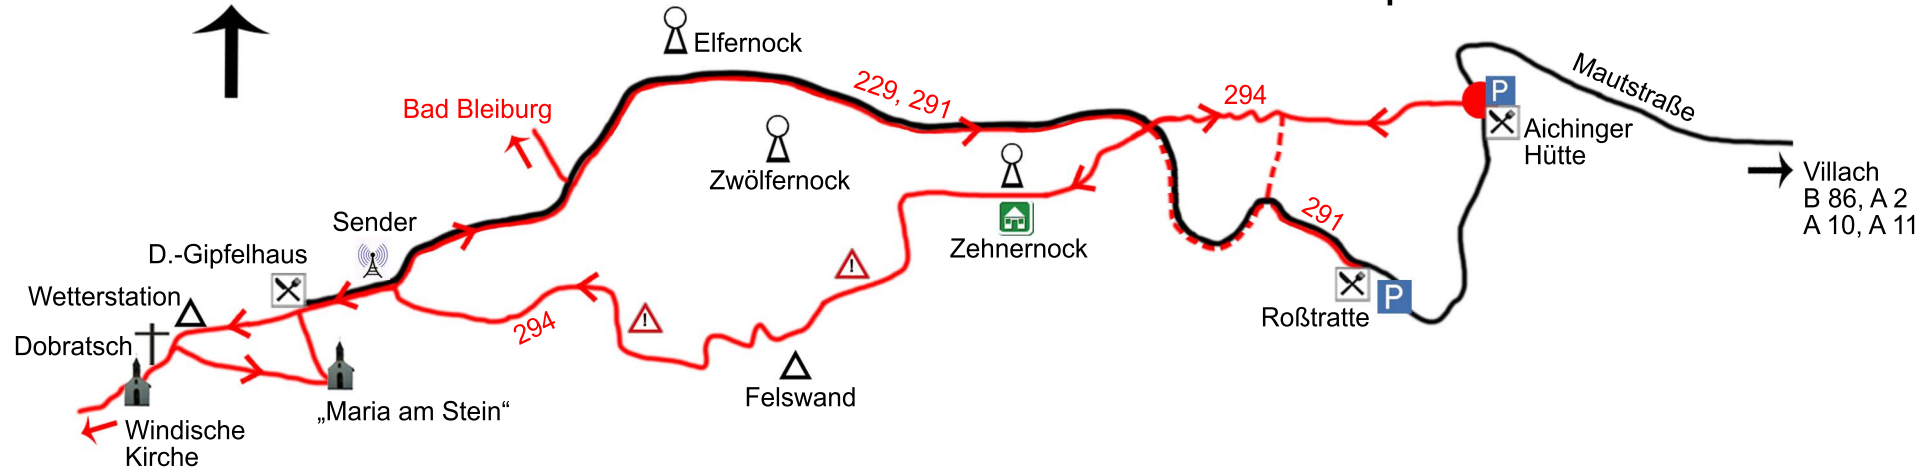 Elfernock
Mautstraße
229, 291
294
P
Bad Bleiburg
Aichinger
Hütte
Zwölfernock
Villach
B 86, A 2
A 10, A 11
Sender
291
D.-Gipfelhaus
Zehnernock
Wetterstation
!
P
!
Roßtratte
294
Dobratsch
Felswand
„Maria am Stein“
Windische
Kirche